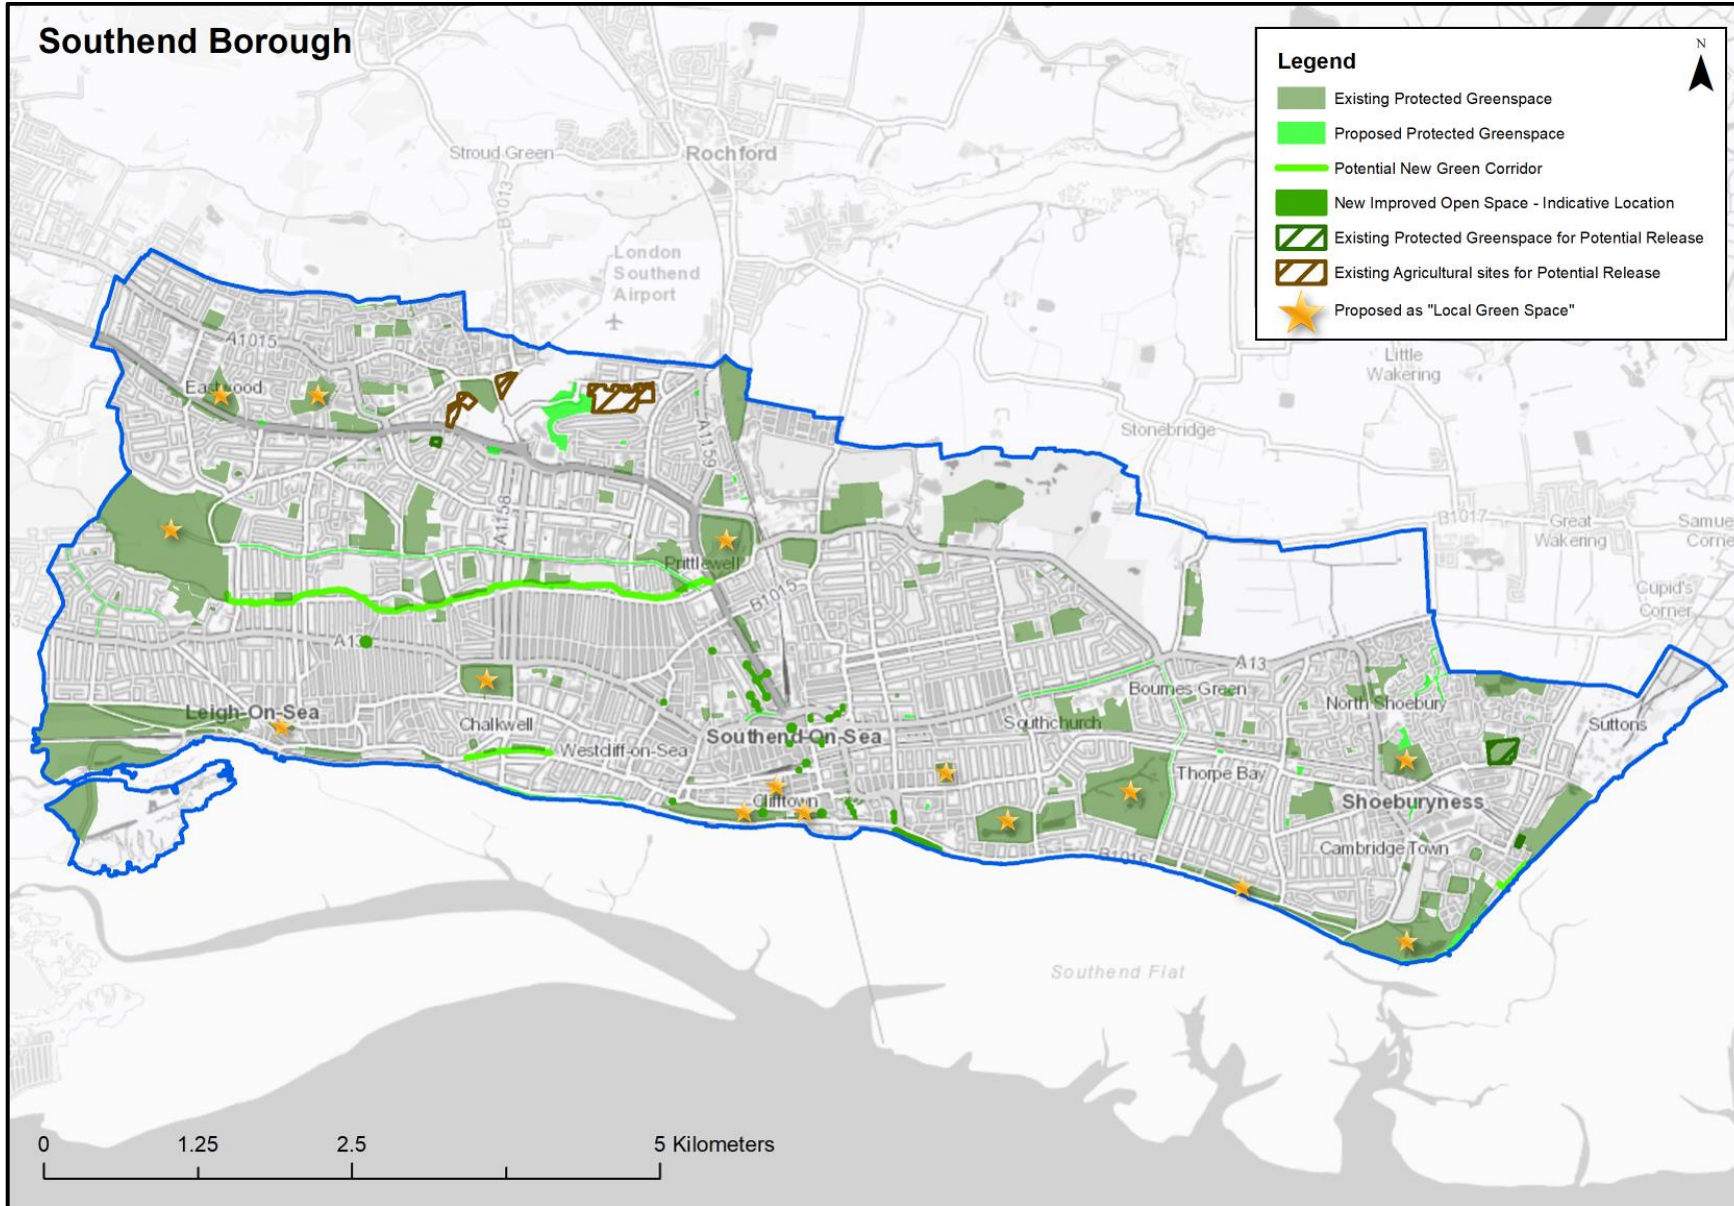 Southend Borough
Legend
N
Existing Protected Greenspace
Proposed Protected Greenspace
Potential New Green Corridor
New Improved Open Space - Indicative Location
Existing Protected Greenspace for Potential Release
Existing Agricultural sites for Potential Release
Proposed as "Local Green Space"
Stroud Green
Rochford
B1013
London
Southend
Airport
Little
Wakering
A1015
Eastwood
Stonebridge
A1159
B1017
Great
Wakering
A1158
Prittlewell
B1015
Cupid's
Corner
A13
A13
Bournes Green
North Shoebury
Leigh-On-Sea
Chalkwell
Westcliff-on-Sea
Southend-On-Sea
Southchurch
Suttons
Thorpe Bay
Clifftown
Shoeburyness
Cambridge Town
B1016
Southend Flat
0 1.25 2.5 5 Kilometers